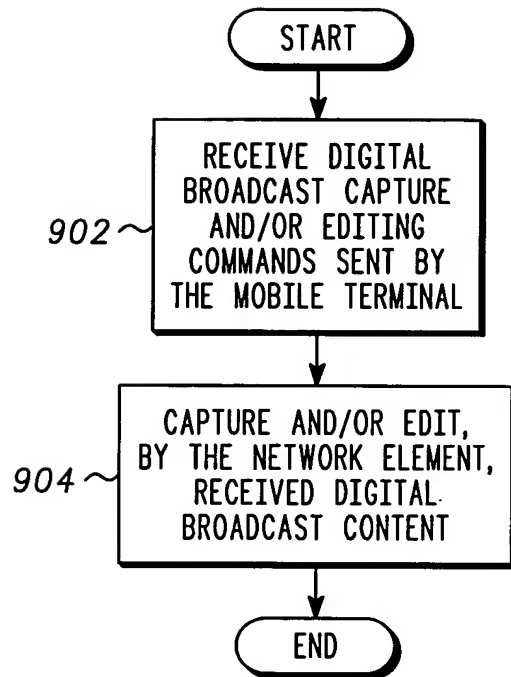 START
RECEIVE DIGITAL
BROADCAST CAPTURE
AND/OR EDITING
COMMANDS SENT BY
THE MOBILE TERMINAL
902
CAPTURE AND/OR EDIT,
BY THE NETWORK ELEMENT,
RECEIVED DIGITAL
BROADCAST CONTENT
904
END